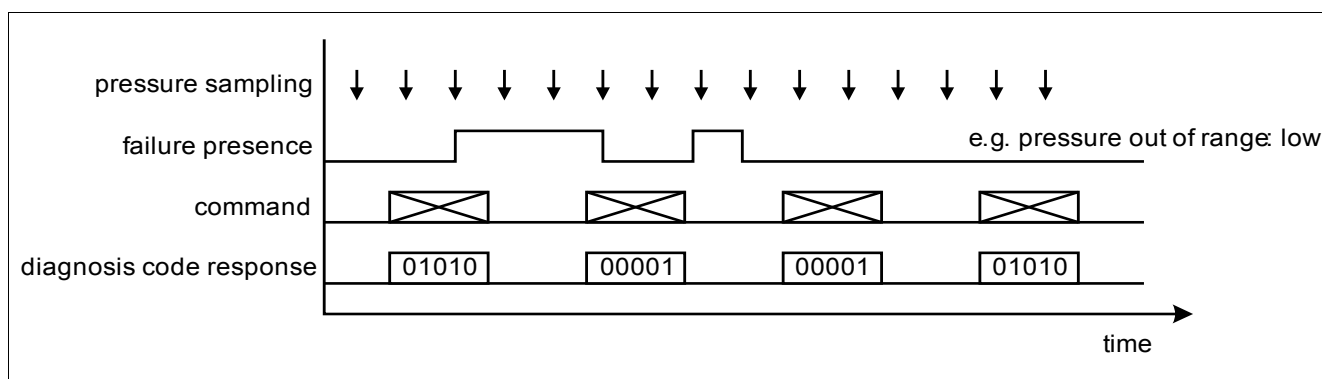 pressure sampling
failure presence
e.g. pressure out of range: low
command
diagnosis code response
01010
00001
00001
01010
time